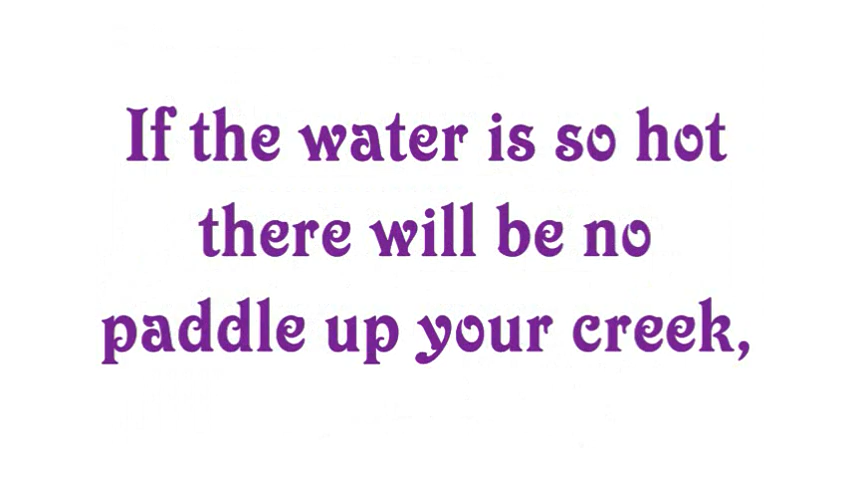 If the water is so hot
there will be no
paddle up your creek,